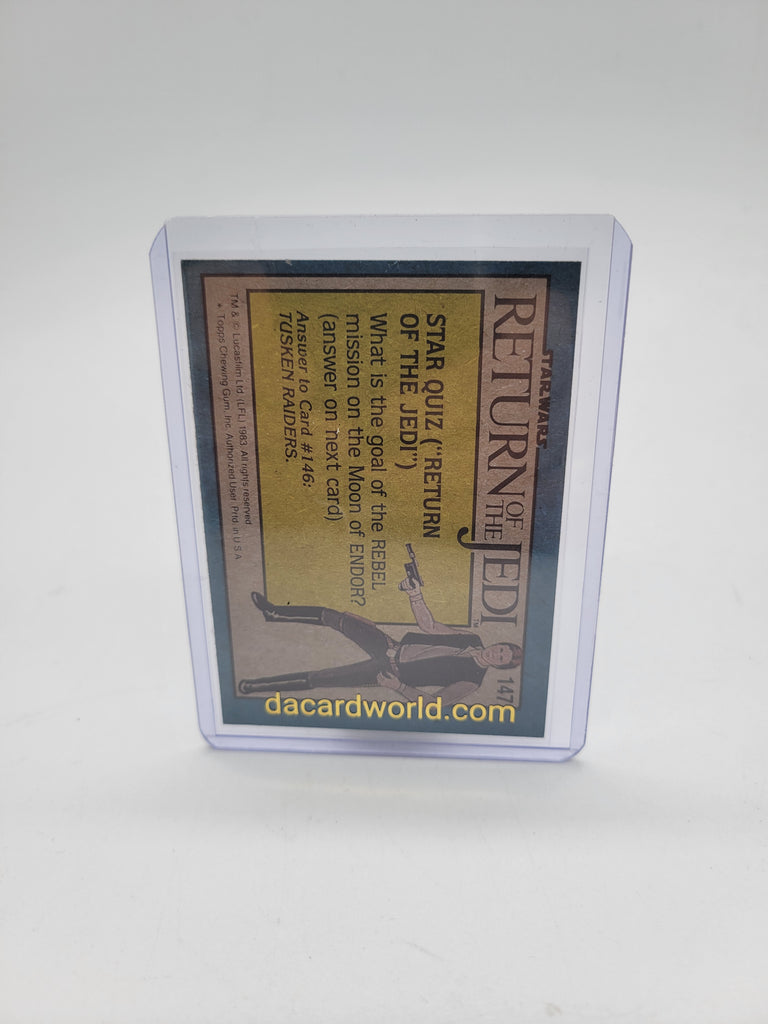 STAR WARS
RETURN OF THE JEDI
TM
147
STAR QUIZ ("RETURN
OF THE JEDI")
What is the goal of the REBEL
mission on the Moon of ENDOR?
(answer on next card)
Answer to Card #146:
TUSKEN RAIDERS.
TM & © Lucasfilm Ltd. (LFL) 1983. All rights reserved
* Topps Chewing Gum, Inc. Authorized User. Prtd. in U S A
dacardworld.com